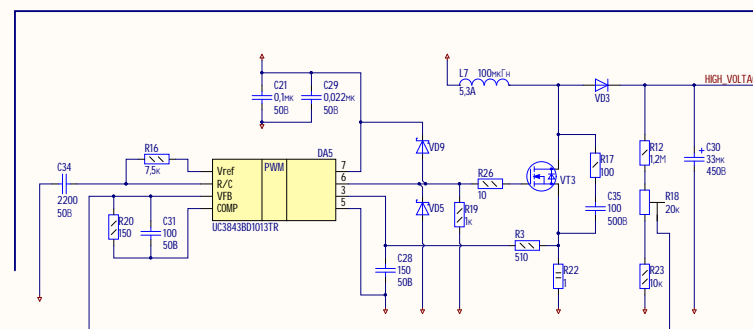 L7 100мкГн
5,3А
HIGH_VOLTAG
VD3
C21
0,1мк
50В
C29
0,022мк
50В
R16
7,5к
DA5
VD9
R12
1,2М
C30
33мк
450В
R17
100
C34
2200
50В
Vref
R/C
VFB
COMP
PWM
7
6
3
5
UC3843BD1013TR
R26
10
VT3
VD5
R19
1к
C35
100
500В
R18
20к
R20
150
C31
100
50В
R3
510
C28
150
50В
R22
1
R23
10к